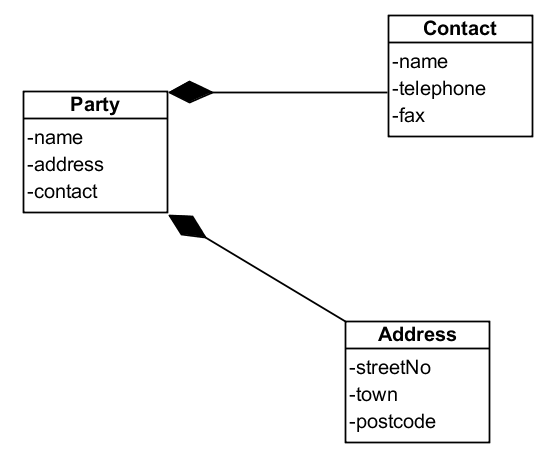 Contact
-name
-telephone
-fax
Party
-name
-address
-contact
Address
-streetNo
-town
-postcode